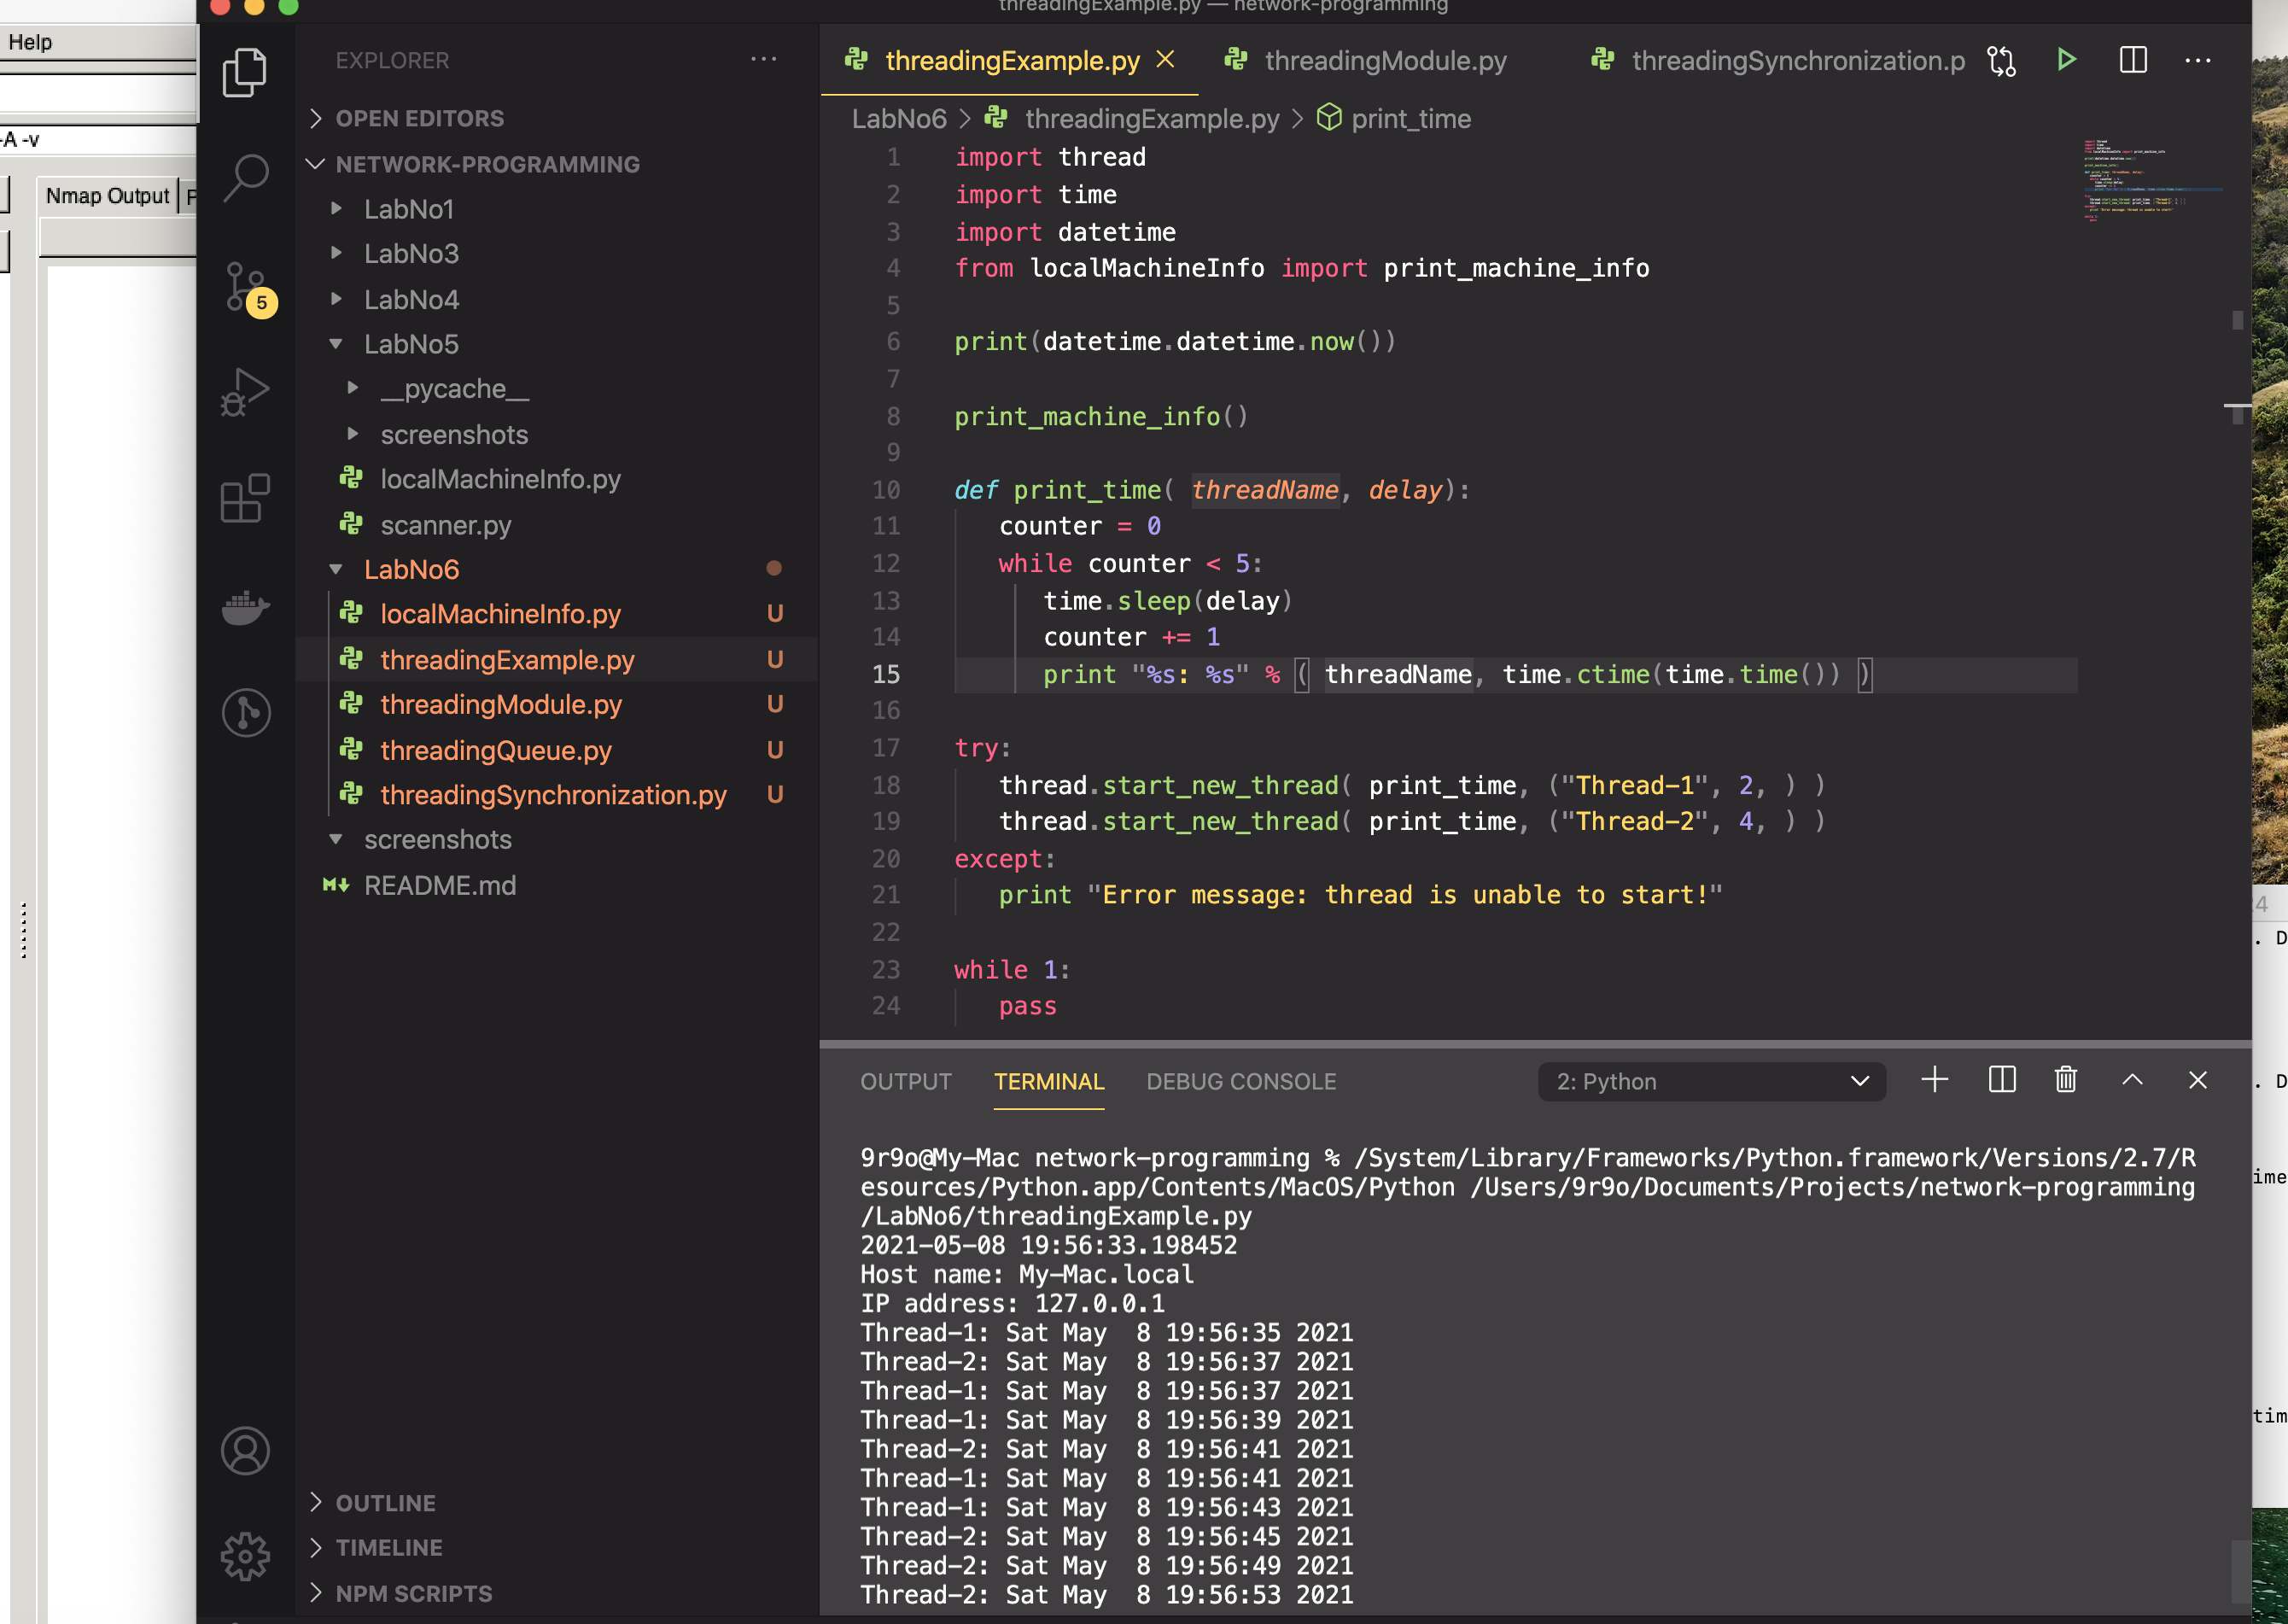 threadingExample.py — network-programming
Help
-A -v
Nmap Output
EXPLORER
OPEN EDITORS
NETWORK-PROGRAMMING
LabNo1
LabNo3
LabNo4
LabNo5
__pycache__
screenshots
localMachineInfo.py
scanner.py
LabNo6
localMachineInfo.py U
threadingExample.py U
threadingModule.py U
threadingQueue.py U
threadingSynchronization.py U
screenshots
README.md
5
OUTLINE
TIMELINE
NPM SCRIPTS
threadingExample.py threadingModule.py threadingSynchronization.p
LabNo6 > threadingExample.py > print_time
1 import thread
2 import time
3 import datetime
4 from localMachineInfo import print_machine_info
5
6 print(datetime.datetime.now())
7
8 print_machine_info()
9
10 def print_time( threadName, delay):
11 counter = 0
12 while counter < 5:
13 time.sleep(delay)
14 counter += 1
15 print "%s: %s" % ( threadName, time.ctime(time.time()) )
16
17 try:
18 thread.start_new_thread( print_time, ("Thread-1", 2, ) )
19 thread.start_new_thread( print_time, ("Thread-2", 4, ) )
20 except:
21 print "Error message: thread is unable to start!"
22
23 while 1:
24 pass
OUTPUT TERMINAL DEBUG CONSOLE 2: Python
9r9o@My-Mac network-programming % /System/Library/Frameworks/Python.framework/Versions/2.7/R
esources/Python.app/Contents/MacOS/Python /Users/9r9o/Documents/Projects/network-programming
/LabNo6/threadingExample.py
2021-05-08 19:56:33.198452
Host name: My-Mac.local
IP address: 127.0.0.1
Thread-1: Sat May  8 19:56:35 2021
Thread-2: Sat May  8 19:56:37 2021
Thread-1: Sat May  8 19:56:37 2021
Thread-1: Sat May  8 19:56:39 2021
Thread-2: Sat May  8 19:56:41 2021
Thread-1: Sat May  8 19:56:41 2021
Thread-1: Sat May  8 19:56:43 2021
Thread-2: Sat May  8 19:56:45 2021
Thread-2: Sat May  8 19:56:49 2021
Thread-2: Sat May  8 19:56:53 2021
24
. D
. D
ime
tim